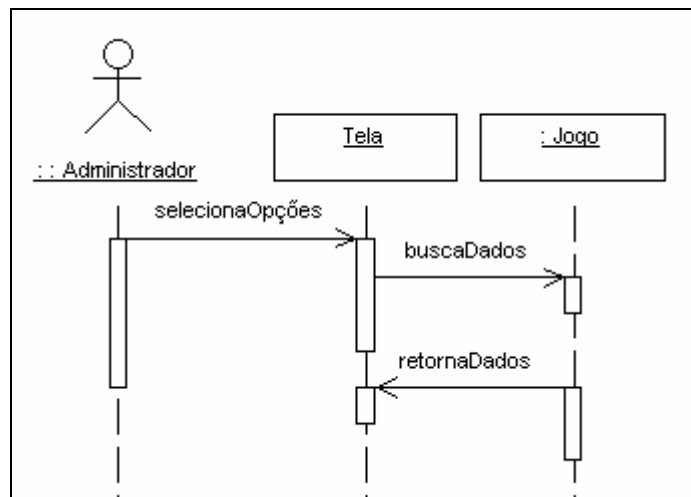 Tela
: Jogo
: : Administrador
selecionaOpções
buscaDados
retornaDados